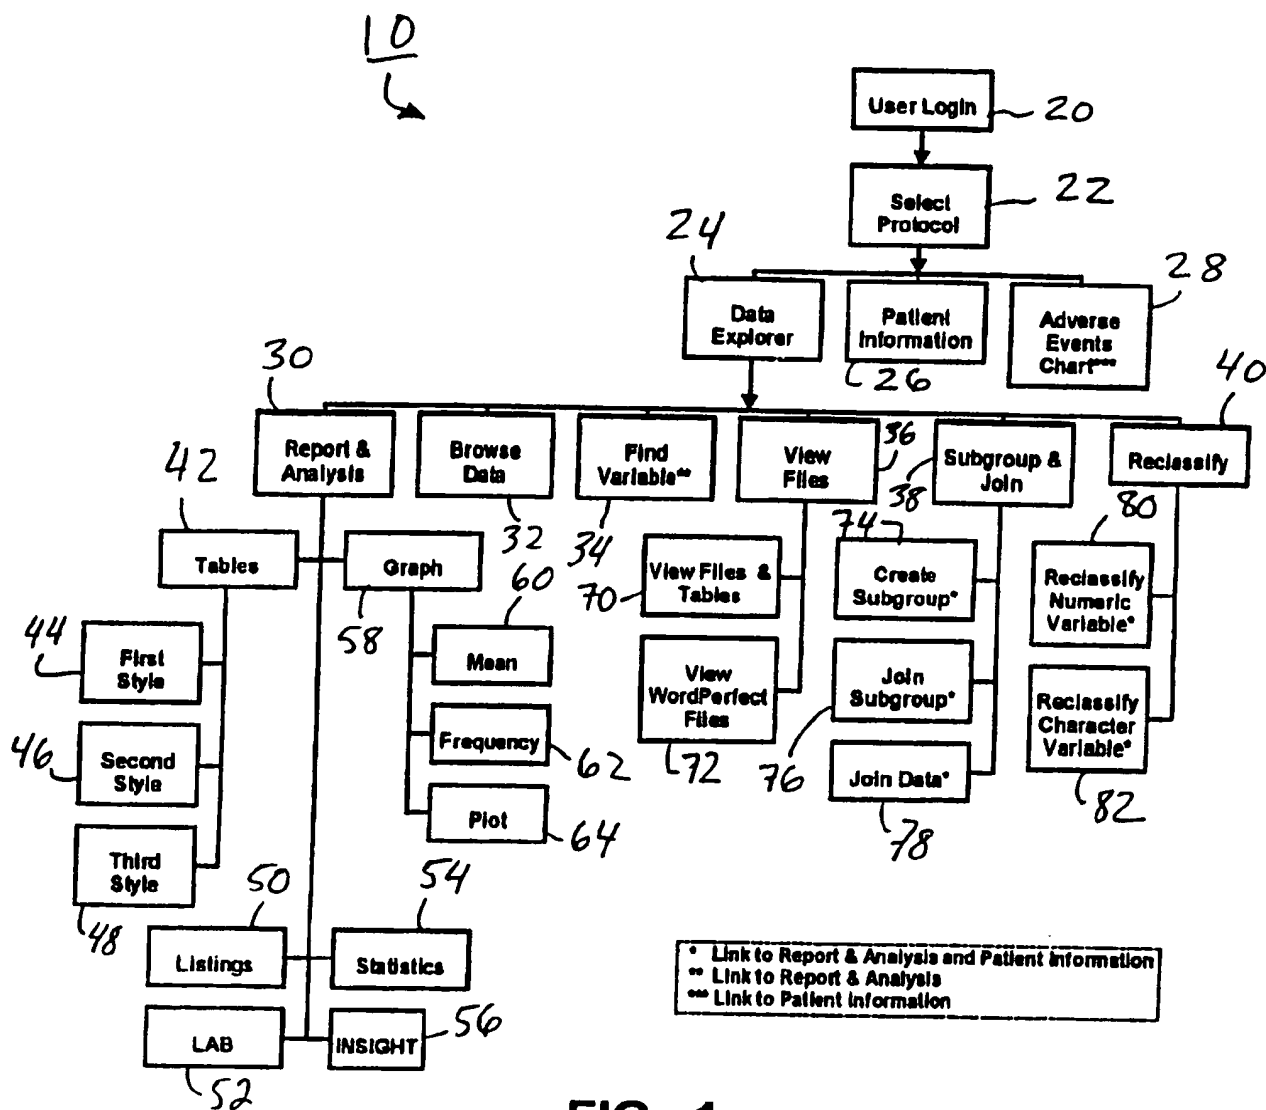 10
User Login
20
Select
Protocol
22
24
Data
Explorer
Patient
Information
26
Adverse
Events
Chart***
28
30
Report &
Analysis
Browse
Data
32
Find
Variable**
34
View
Files
36
Subgroup &
Join
38
Reclassify
40
42
Tables
Graph
58
44
First
Style
46
Second
Style
Third
Style
48
60
Mean
Frequency
62
Plot
64
View Files &
Tables
70
View
WordPerfect
Files
72
74
Create
Subgroup*
Join
Subgroup*
76
Join Data*
78
80
Reclassify
Numeric
Variable*
Reclassify
Character
Variable*
82
50
Listings
54
Statistics
LAB
52
INSIGHT
56
* Link to Report & Analysis and Patient Information
** Link to Report & Analysis
*** Link to Patient Information
FIG. 1